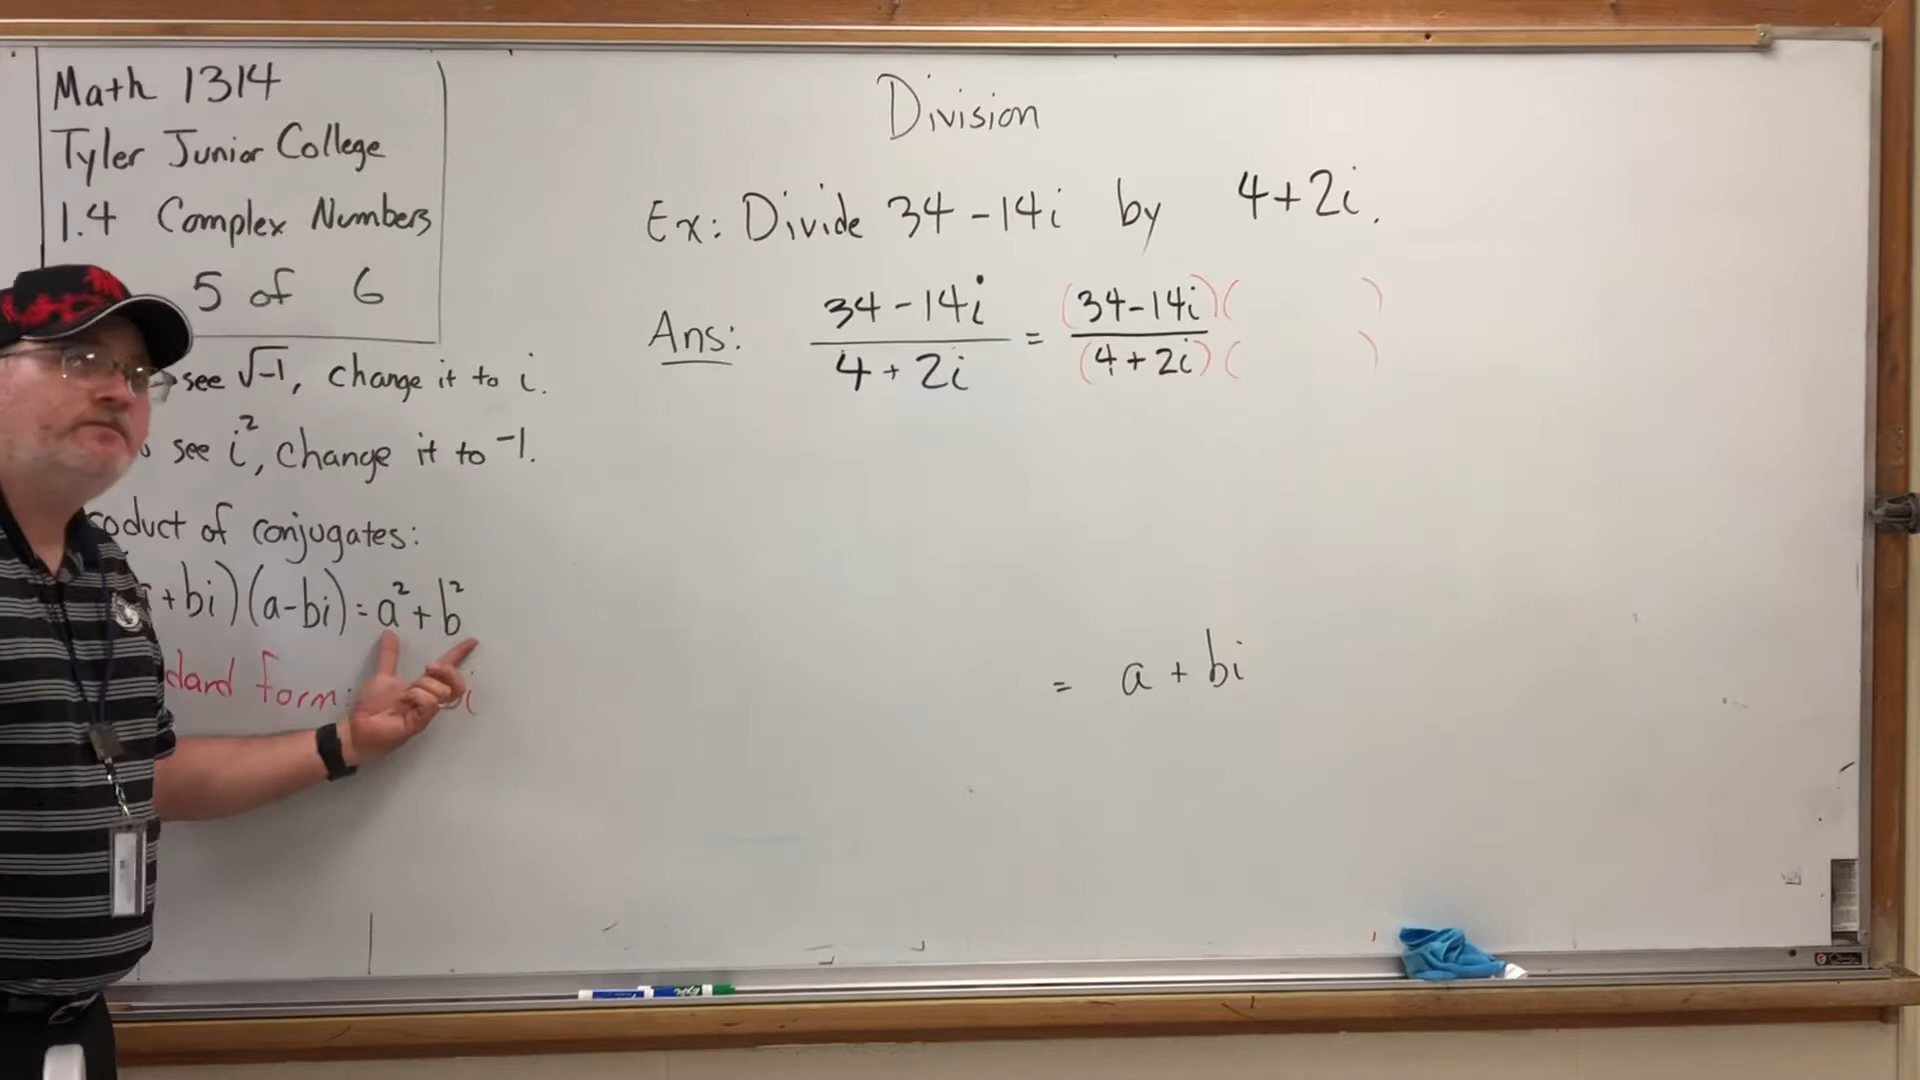 Math 1314
Tyler Junior College
1.4 Complex Numbers
5 of 6
see √-1, change it to i.
see i², change it to -1.
oduct of conjugates:
+bi)(a-bi) = a² + b²
dard form: i
Division
Ex: Divide 34 - 14i by 4+2i.
Ans: (34 - 14i)/(4 + 2i) = (34-14i)( )/(4+2i)( )
= a + bi